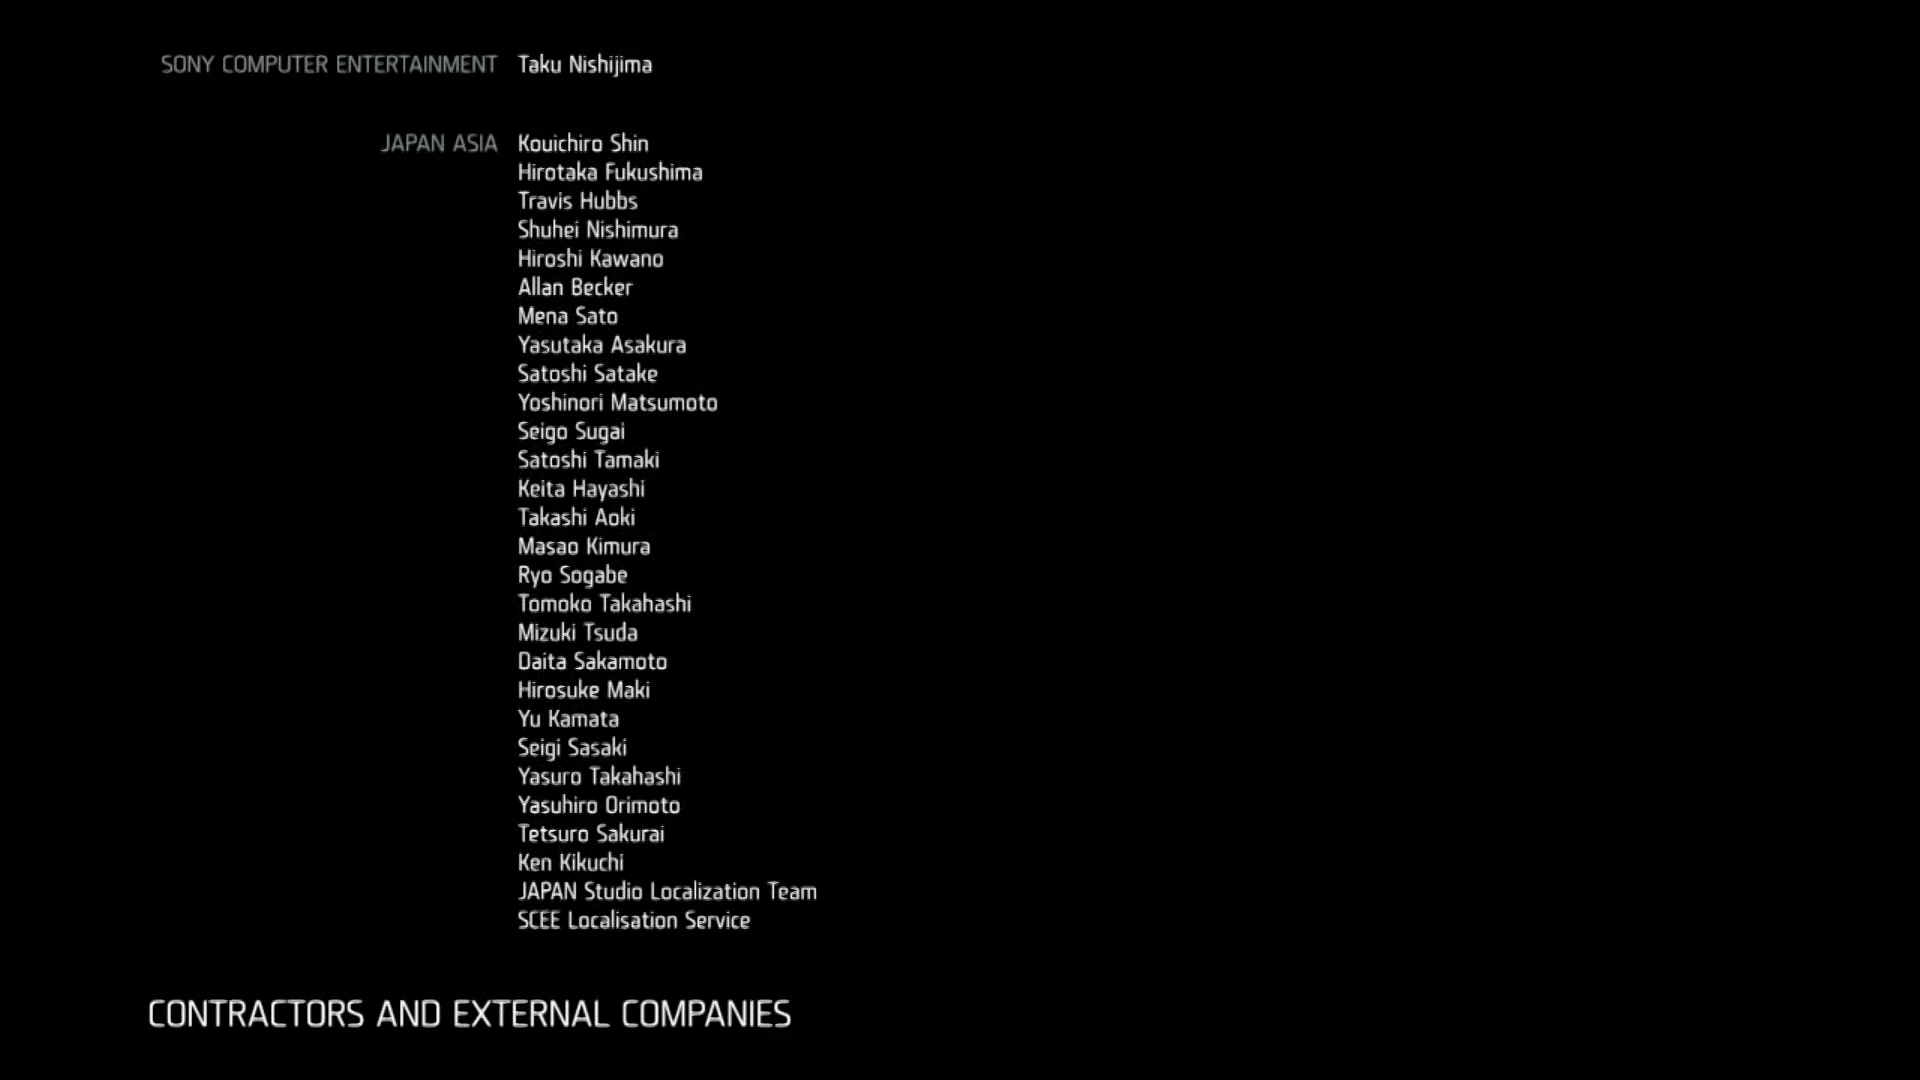 SONY COMPUTER ENTERTAINMENT Taku Nishijima
JAPAN ASIA Kouichiro Shin
Hirotaka Fukushima
Travis Hubbs
Shuhei Nishimura
Hiroshi Kawano
Allan Becker
Mena Sato
Yasutaka Asakura
Satoshi Satake
Yoshinori Matsumoto
Seigo Sugai
Satoshi Tamaki
Keita Hayashi
Takashi Aoki
Masao Kimura
Ryo Sogabe
Tomoko Takahashi
Mizuki Tsuda
Daita Sakamoto
Hirosuke Maki
Yu Kamata
Seigi Sasaki
Yasuro Takahashi
Yasuhiro Orimoto
Tetsuro Sakurai
Ken Kikuchi
JAPAN Studio Localization Team
SCEE Localisation Service
CONTRACTORS AND EXTERNAL COMPANIES